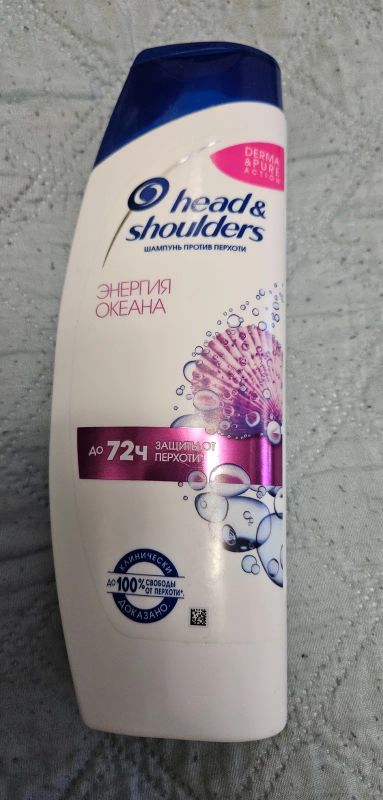 DERMA
& PURE
ACTION
head &
shoulders
ШАМПУНЬ ПРОТИВ ПЕРХОТИ
ЭНЕРГИЯ
ОКЕАНА
до 72ч ЗАЩИТЫ ОТ
ПЕРХОТИ*
КЛИНИЧЕСКИ
ДО 100% СВОБОДЫ
ОТ ПЕРХОТИ*
ДОКАЗАНО